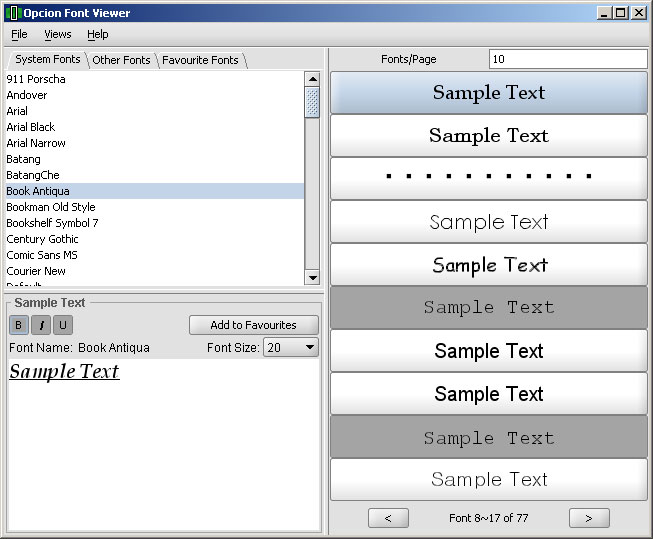 Opcion Font Viewer
File Views Help
System Fonts Other Fonts Favourite Fonts
911 Porscha
Andover
Arial
Arial Black
Arial Narrow
Batang
BatangChe
Book Antiqua
Bookman Old Style
Bookshelf Symbol 7
Century Gothic
Comic Sans MS
Courier New
Default
Sample Text
B I U Add to Favourites
Font Name: Book Antiqua Font Size: 20
Sample Text
Fonts/Page 10
Sample Text
Sample Text
Sample Text
Sample Text
Sample Text
Sample Text
Sample Text
Sample Text
Sample Text
< Font 8~17 of 77 >